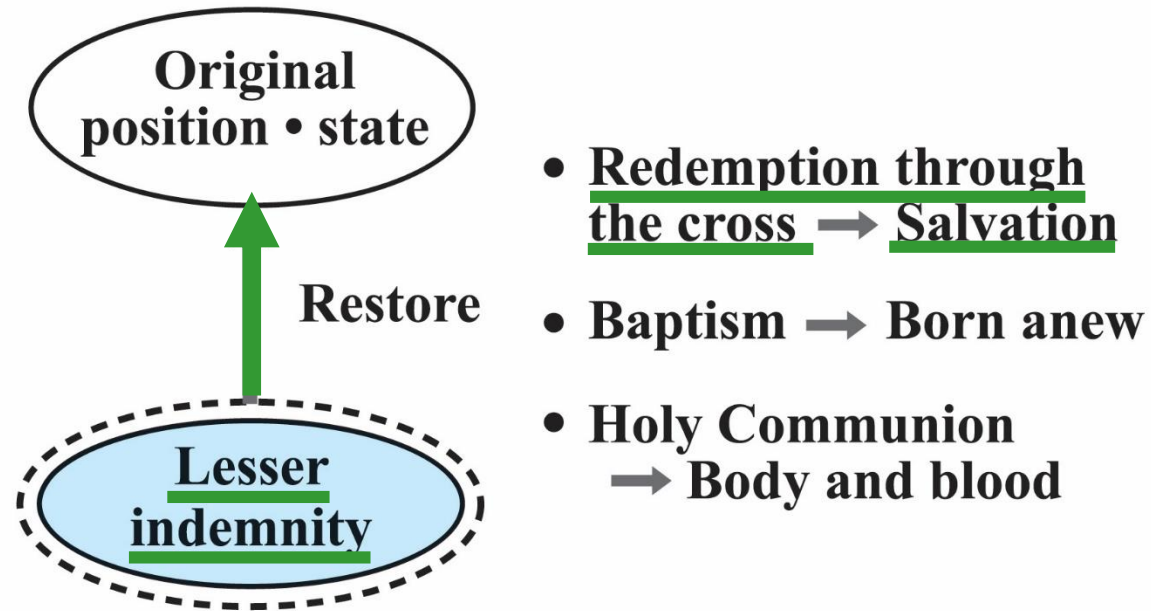 Original
position • state
Restore
Lesser
indemnity
• Redemption through
the cross → Salvation
• Baptism → Born anew
• Holy Communion
→ Body and blood